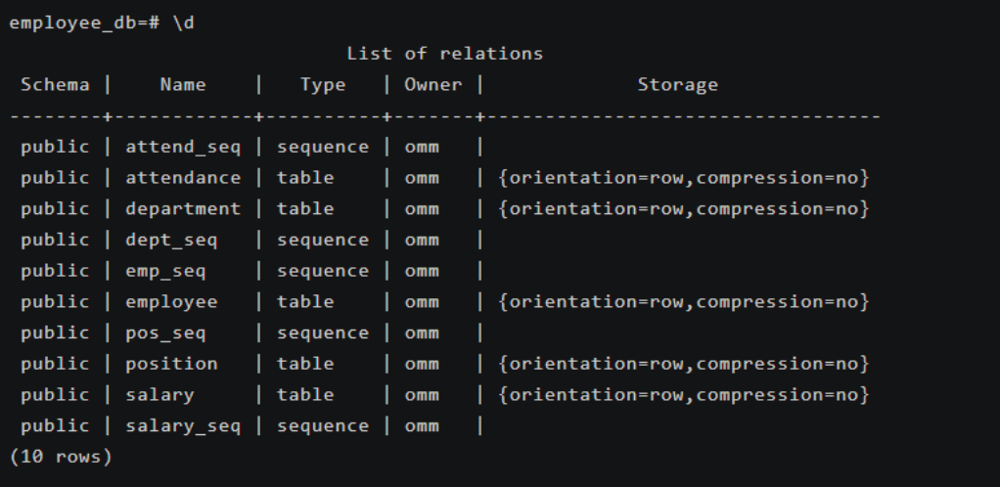 employee_db=# \d
                              List of relations
 Schema |    Name    |   Type   | Owner |             Storage
--------+------------+----------+-------+----------------------------------
 public | attend_seq | sequence | omm   |
 public | attendance | table    | omm   | {orientation=row,compression=no}
 public | department | table    | omm   | {orientation=row,compression=no}
 public | dept_seq   | sequence | omm   |
 public | emp_seq    | sequence | omm   |
 public | employee   | table    | omm   | {orientation=row,compression=no}
 public | pos_seq    | sequence | omm   |
 public | position   | table    | omm   | {orientation=row,compression=no}
 public | salary     | table    | omm   | {orientation=row,compression=no}
 public | salary_seq | sequence | omm   |
(10 rows)